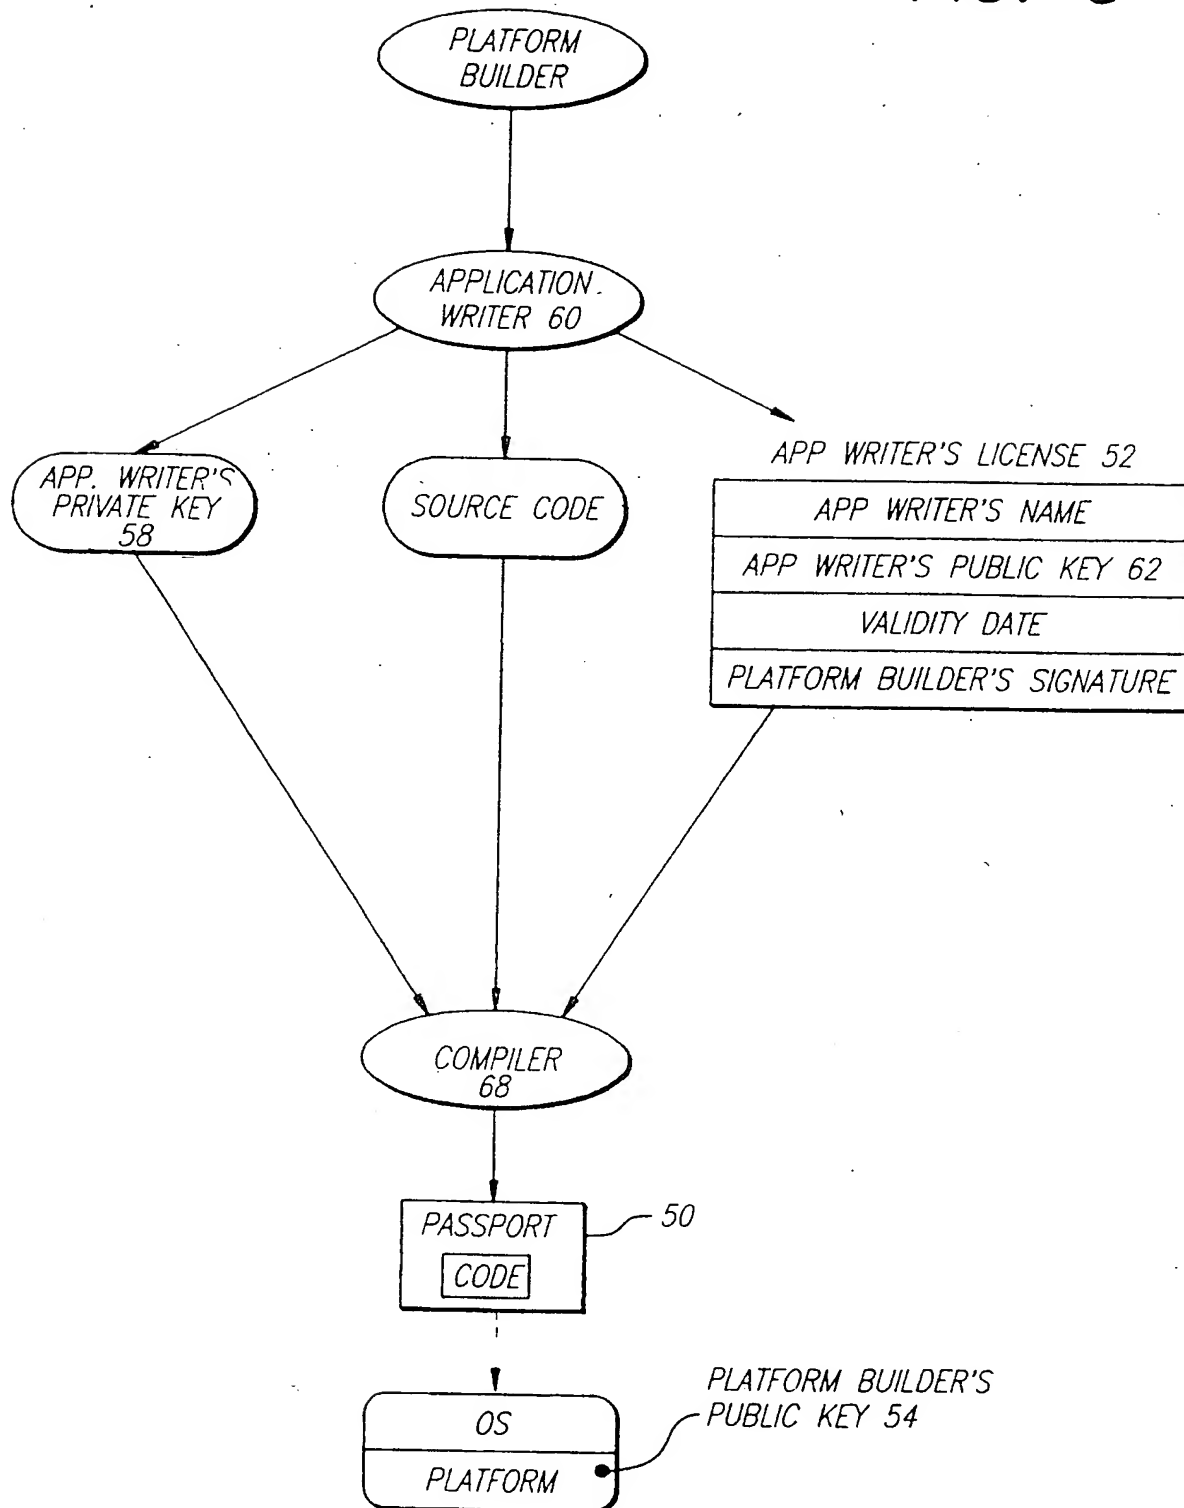 PLATFORM
BUILDER
APPLICATION
WRITER 60
APP. WRITER'S
PRIVATE KEY
58
SOURCE CODE
APP WRITER'S LICENSE 52
APP WRITER'S NAME
APP WRITER'S PUBLIC KEY 62
VALIDITY DATE
PLATFORM BUILDER'S SIGNATURE
COMPILER
68
PASSPORT
CODE
50
OS
PLATFORM
PLATFORM BUILDER'S
PUBLIC KEY 54